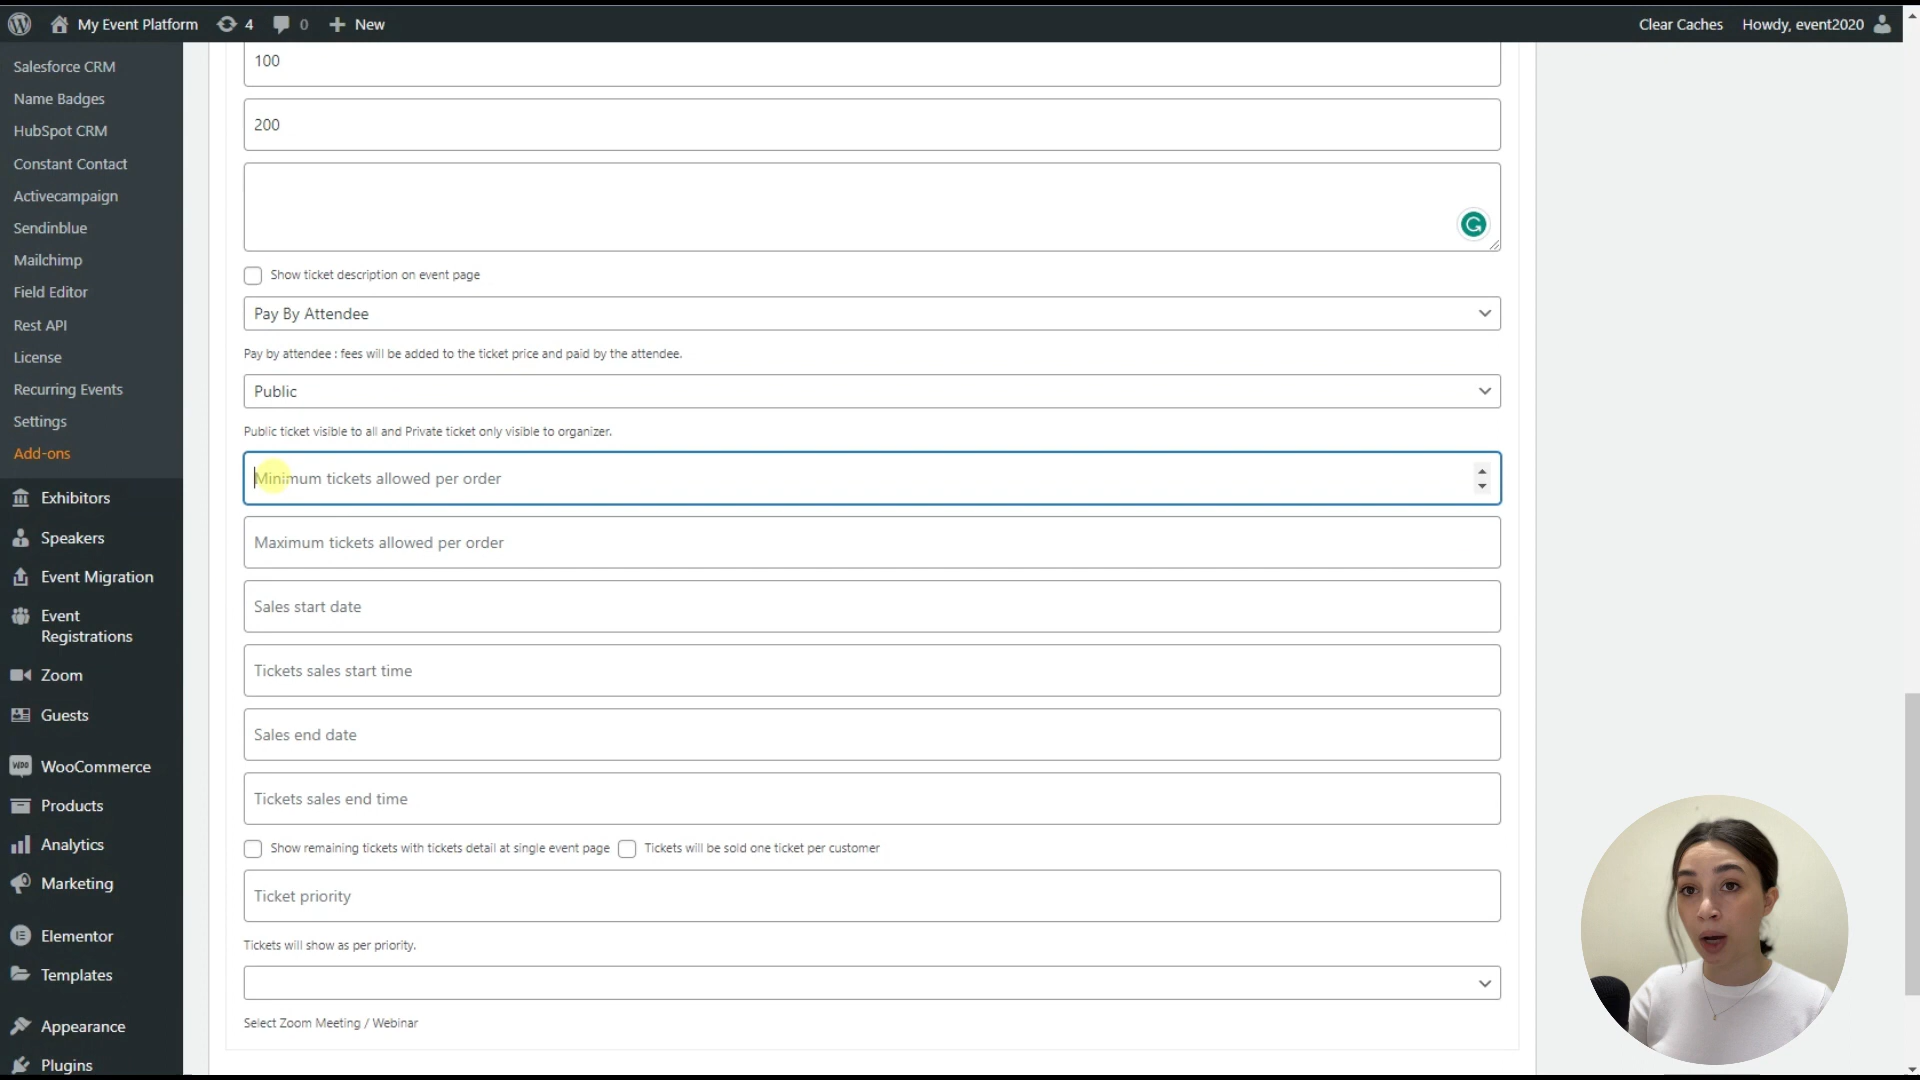 My Event Platform
4
0
New
Clear Caches
Howdy, event2020
Salesforce CRM
Name Badges
HubSpot CRM
Constant Contact
Activecampaign
Sendinblue
Mailchimp
Field Editor
Rest API
License
Recurring Events
Settings
Add-ons
Exhibitors
Speakers
Event Migration
Event
Registrations
Zoom
Guests
WooCommerce
Products
Analytics
Marketing
Elementor
Templates
Appearance
Plugins
100
200
Show ticket description on event page
Pay By Attendee
Pay by attendee : fees will be added to the ticket price and paid by the attendee.
Public
Public ticket visible to all and Private ticket only visible to organizer.
Minimum tickets allowed per order
Maximum tickets allowed per order
Sales start date
Tickets sales start time
Sales end date
Tickets sales end time
Show remaining tickets with tickets detail at single event page
Tickets will be sold one ticket per customer
Ticket priority
Tickets will show as per priority.
Select Zoom Meeting / Webinar